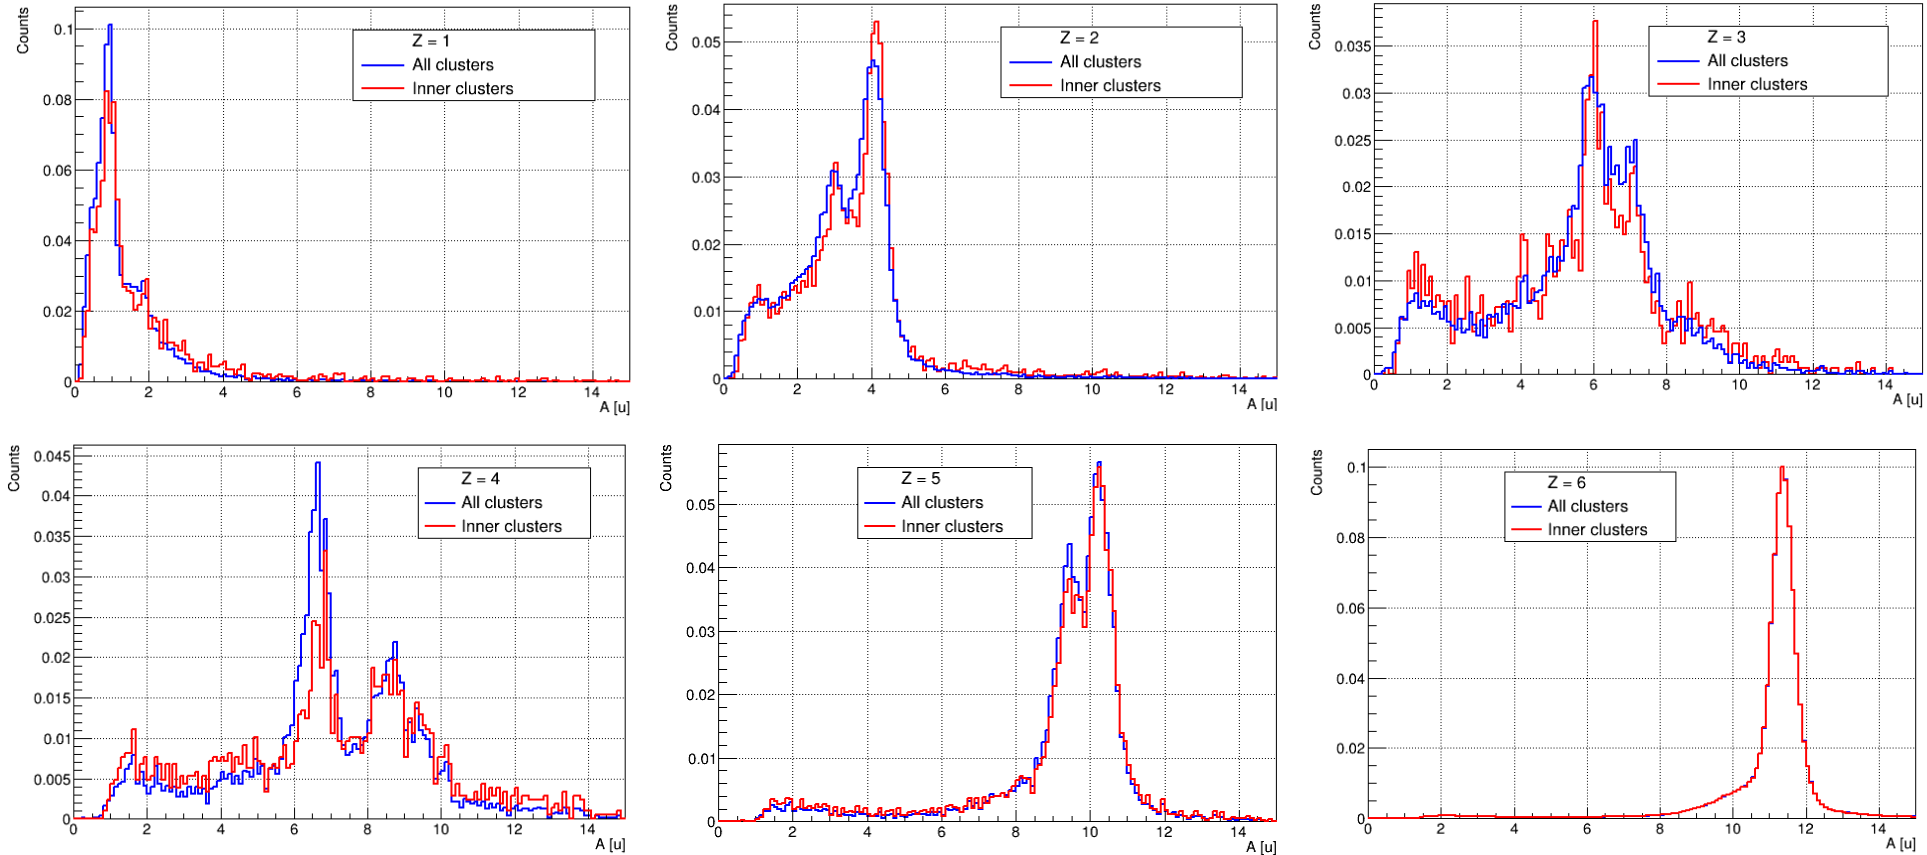 Counts
0.1
0.08
0.06
0.04
0.02
0
0 2 4 6 8 10 12 14
A [u]
Z = 1
All clusters
Inner clusters
Counts
0.05
0.04
0.03
0.02
0.01
0
0 2 4 6 8 10 12 14
A [u]
Z = 2
All clusters
Inner clusters
Counts
0.035
0.03
0.025
0.02
0.015
0.01
0.005
0
0 2 4 6 8 10 12 14
A [u]
Z = 3
All clusters
Inner clusters
Counts
0.045
0.04
0.035
0.03
0.025
0.02
0.015
0.01
0.005
0
0 2 4 6 8 10 12 14
A [u]
Z = 4
All clusters
Inner clusters
Counts
0.05
0.04
0.03
0.02
0.01
0
0 2 4 6 8 10 12 14
A [u]
Z = 5
All clusters
Inner clusters
Counts
0.1
0.08
0.06
0.04
0.02
0
0 2 4 6 8 10 12 14
A [u]
Z = 6
All clusters
Inner clusters